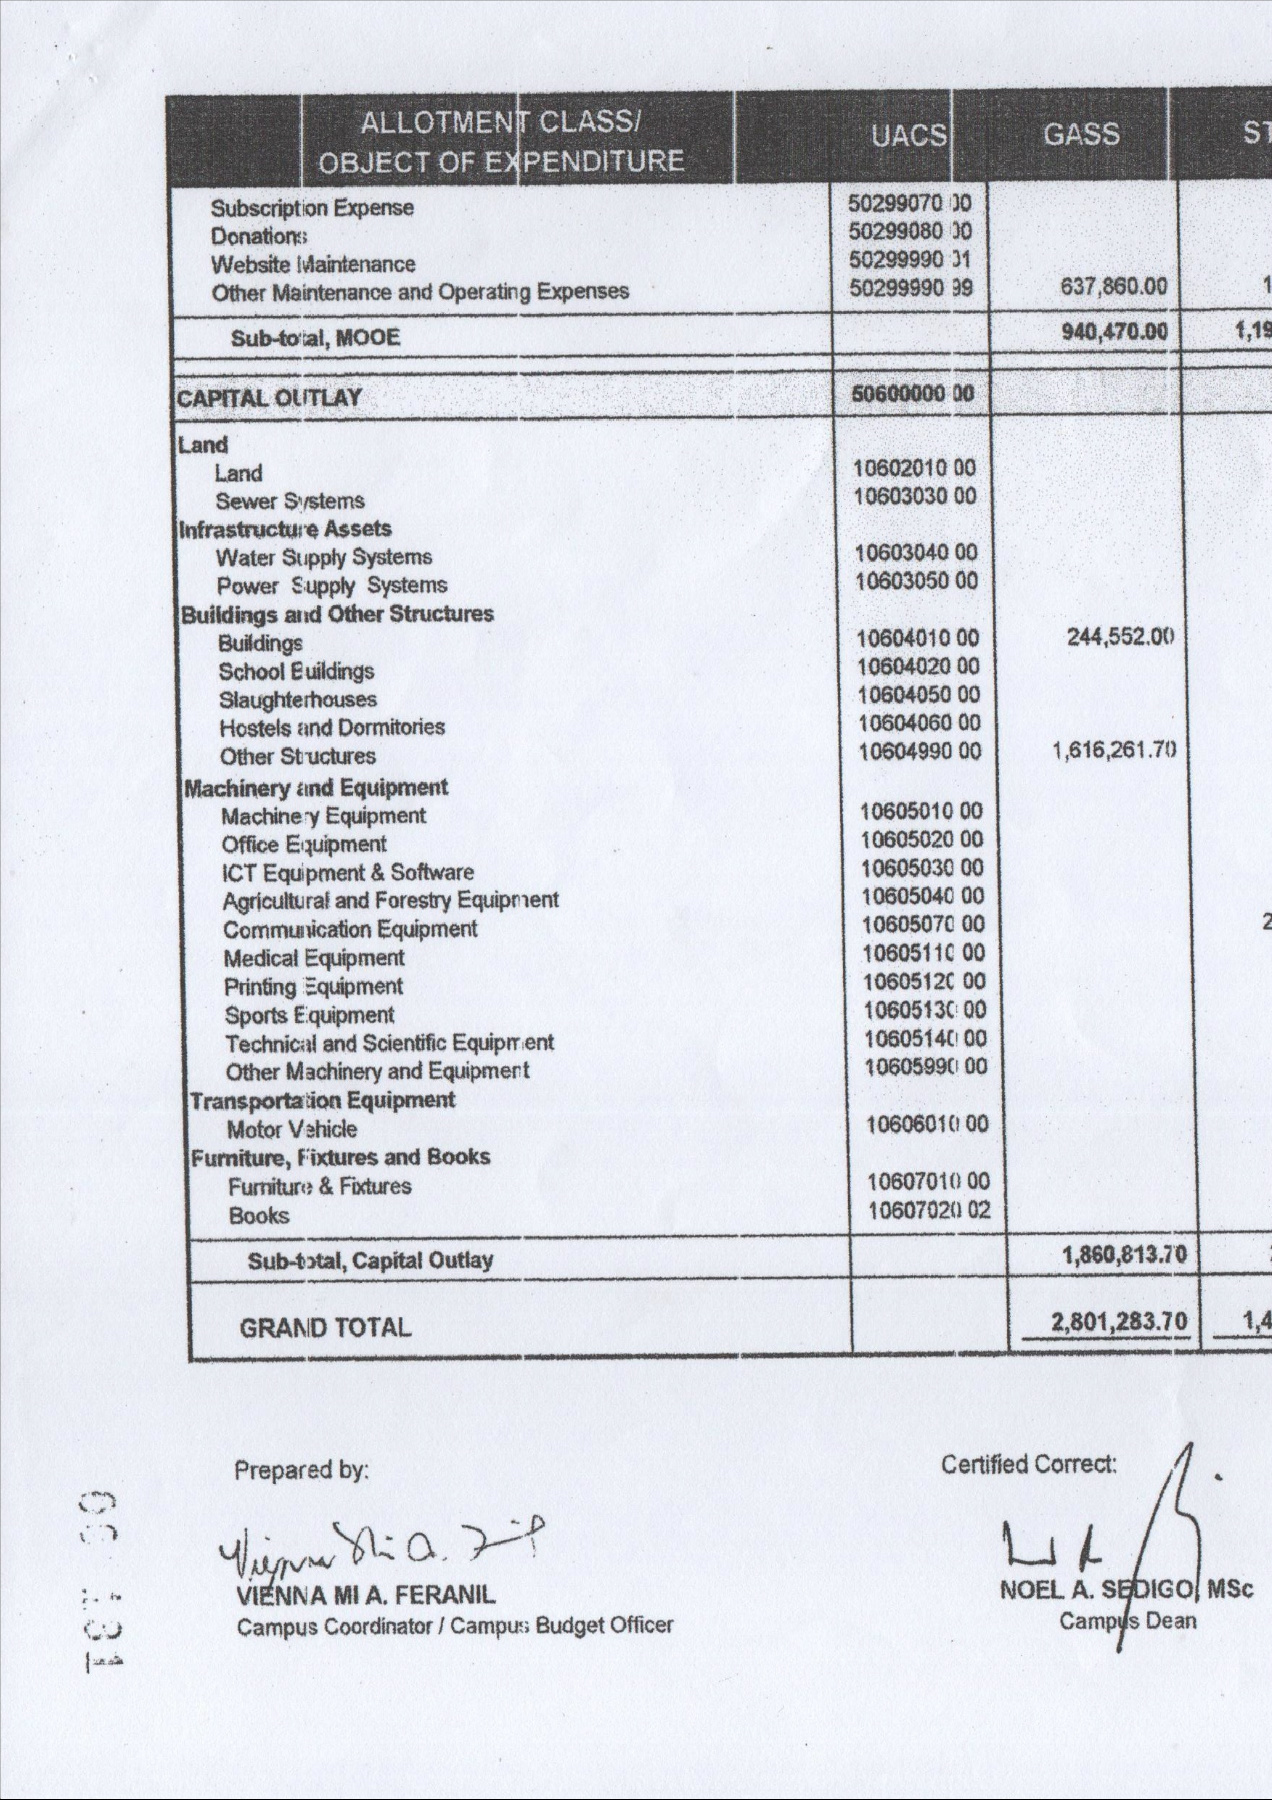 ALLOTMENT CLASS/ OBJECT OF EXPENDITURE UACS GASS ST
Subscription Expense 50299070 00
Donations 50299080 00
Website Maintenance 50299990 01
Other Maintenance and Operating Expenses 50299990 99 637,860.00 1
Sub-total, MOOE 940,470.00 1,19
CAPITAL OUTLAY 50600000 00
Land
Land 10602010 00
Sewer Systems 10603030 00
Infrastructure Assets
Water Supply Systems 10603040 00
Power Supply Systems 10603050 00
Buildings and Other Structures
Buildings 10604010 00 244,552.00
School Buildings 10604020 00
Slaughterhouses 10604050 00
Hostels and Dormitories 10604060 00
Other Structures 10604990 00 1,616,261.70
Machinery and Equipment
Machinery Equipment 10605010 00
Office Equipment 10605020 00
ICT Equipment & Software 10605030 00
Agricultural and Forestry Equipment 10605040 00
Communication Equipment 10605070 00 2
Medical Equipment 10605110 00
Printing Equipment 10605120 00
Sports Equipment 10605130 00
Technical and Scientific Equipment 10605140 00
Other Machinery and Equipment 10605990 00
Transportation Equipment
Motor Vehicle 10606010 00
Furniture, Fixtures and Books
Furniture & Fixtures 10607010 00
Books 10607020 02
Sub-total, Capital Outlay 1,860,813.70
GRAND TOTAL 2,801,283.70 1,4
Prepared by: Certified Correct:
VIENNA MI A. FERANIL NOEL A. SEDIGO, MSc
Campus Coordinator / Campus Budget Officer Campus Dean